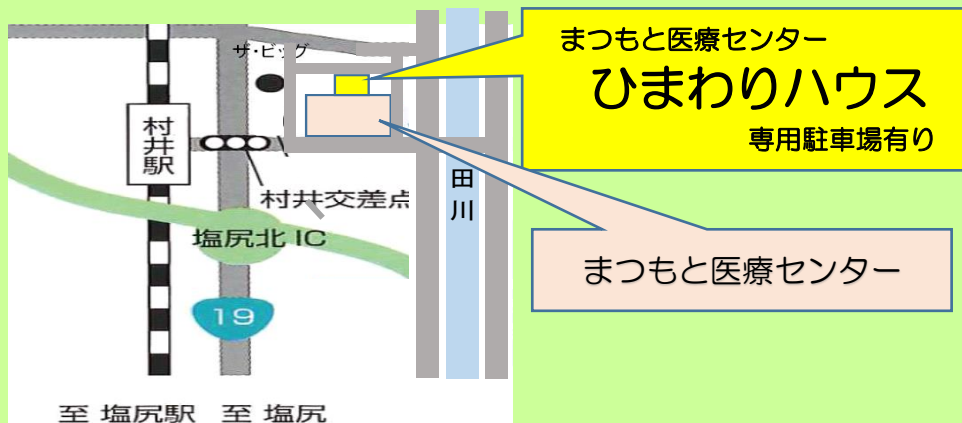 まつもと医療センター
ひまわりハウス
専用駐車場有り
ザ・ビッグ
村井駅
村井交差点
田川
塩尻北 IC
まつもと医療センター
19
至 塩尻駅 至 塩尻